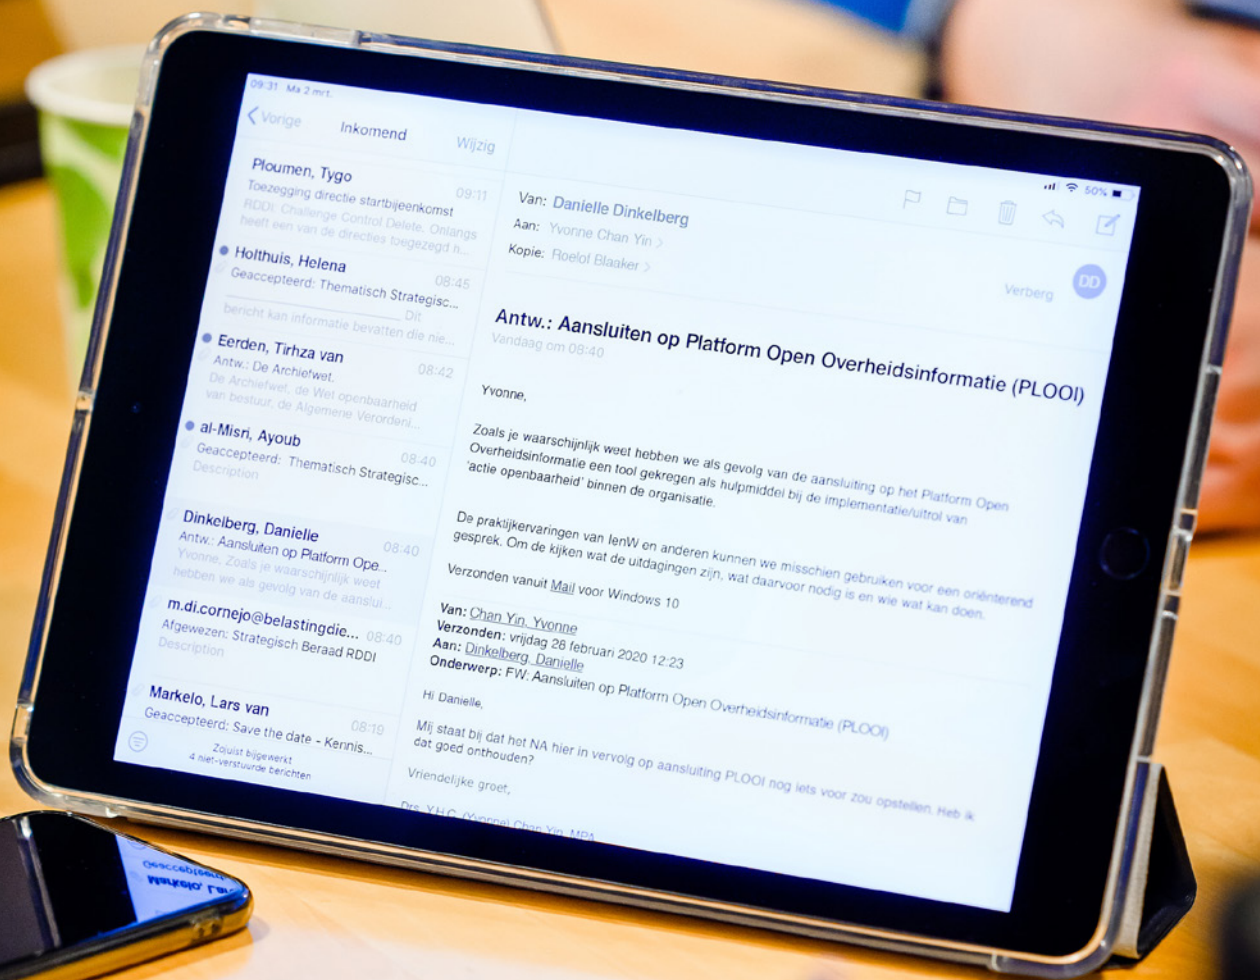 09:31 Ma 2 mrt.
50%
Vorige
Inkomend
Wijzig
Ploumen, Tygo
09:11
Toezegging directie startbijeenkomst
RDDI: Challenge Control Delete. Onlangs
heeft een van de directies toegezegd h...
Holthuis, Helena
08:45
Geaccepteerd: Thematisch Strategisc...
Dit
bericht kan informatie bevatten die nie...
Eerden, Tirhza van
08:42
Antw.: De Archiefwet.
De Archiefwet, de Wet openbaarheid
van bestuur, de Algemene Verordeni...
al-Misri, Ayoub
08:40
Geaccepteerd: Thematisch Strategisc...
Description
Dinkelberg, Danielle
08:40
Antw.: Aansluiten op Platform Ope...
Yvonne, Zoals je waarschijnlijk weet
hebben we als gevolg van de aanslui...
m.di.cornejo@belastingdie...
08:40
Afgewezen: Strategisch Beraad RDDI
Description
Markelo, Lars van
08:19
Geaccepteerd: Save the date - Kennis...
Zojuist bijgewerkt
4 niet-verstuurde berichten
Van: Danielle Dinkelberg
Aan: Yvonne Chan Yin
Kopie: Roelof Blaaker
Verberg
DD
Antw.: Aansluiten op Platform Open Overheidsinformatie (PLOOI)
Vandaag om 08:40
Yvonne,
Zoals je waarschijnlijk weet hebben we als gevolg van de aansluiting op het Platform Open
Overheidsinformatie een tool gekregen als hulpmiddel bij de implementatie/uitrol van
'actie openbaarheid' binnen de organisatie.
De praktijkervaringen van IenW en anderen kunnen we misschien gebruiken voor een oriënterend
gesprek. Om de kijken wat de uitdagingen zijn, wat daarvoor nodig is en wie wat kan doen.
Verzonden vanuit Mail voor Windows 10
Van: Chan Yin, Yvonne
Verzonden: vrijdag 28 februari 2020 12:23
Aan: Dinkelberg, Danielle
Onderwerp: FW: Aansluiten op Platform Open Overheidsinformatie (PLOOI)
Hi Danielle,
Mij staat bij dat het NA hier in vervolg op aansluiting PLOOI nog iets voor zou opstellen. Heb ik
dat goed onthouden?
Vriendelijke groet,
Drs. Y.H.C. (Yvonne) Chan Yin, MPA
Geaccepteerd
Markelo, Lar